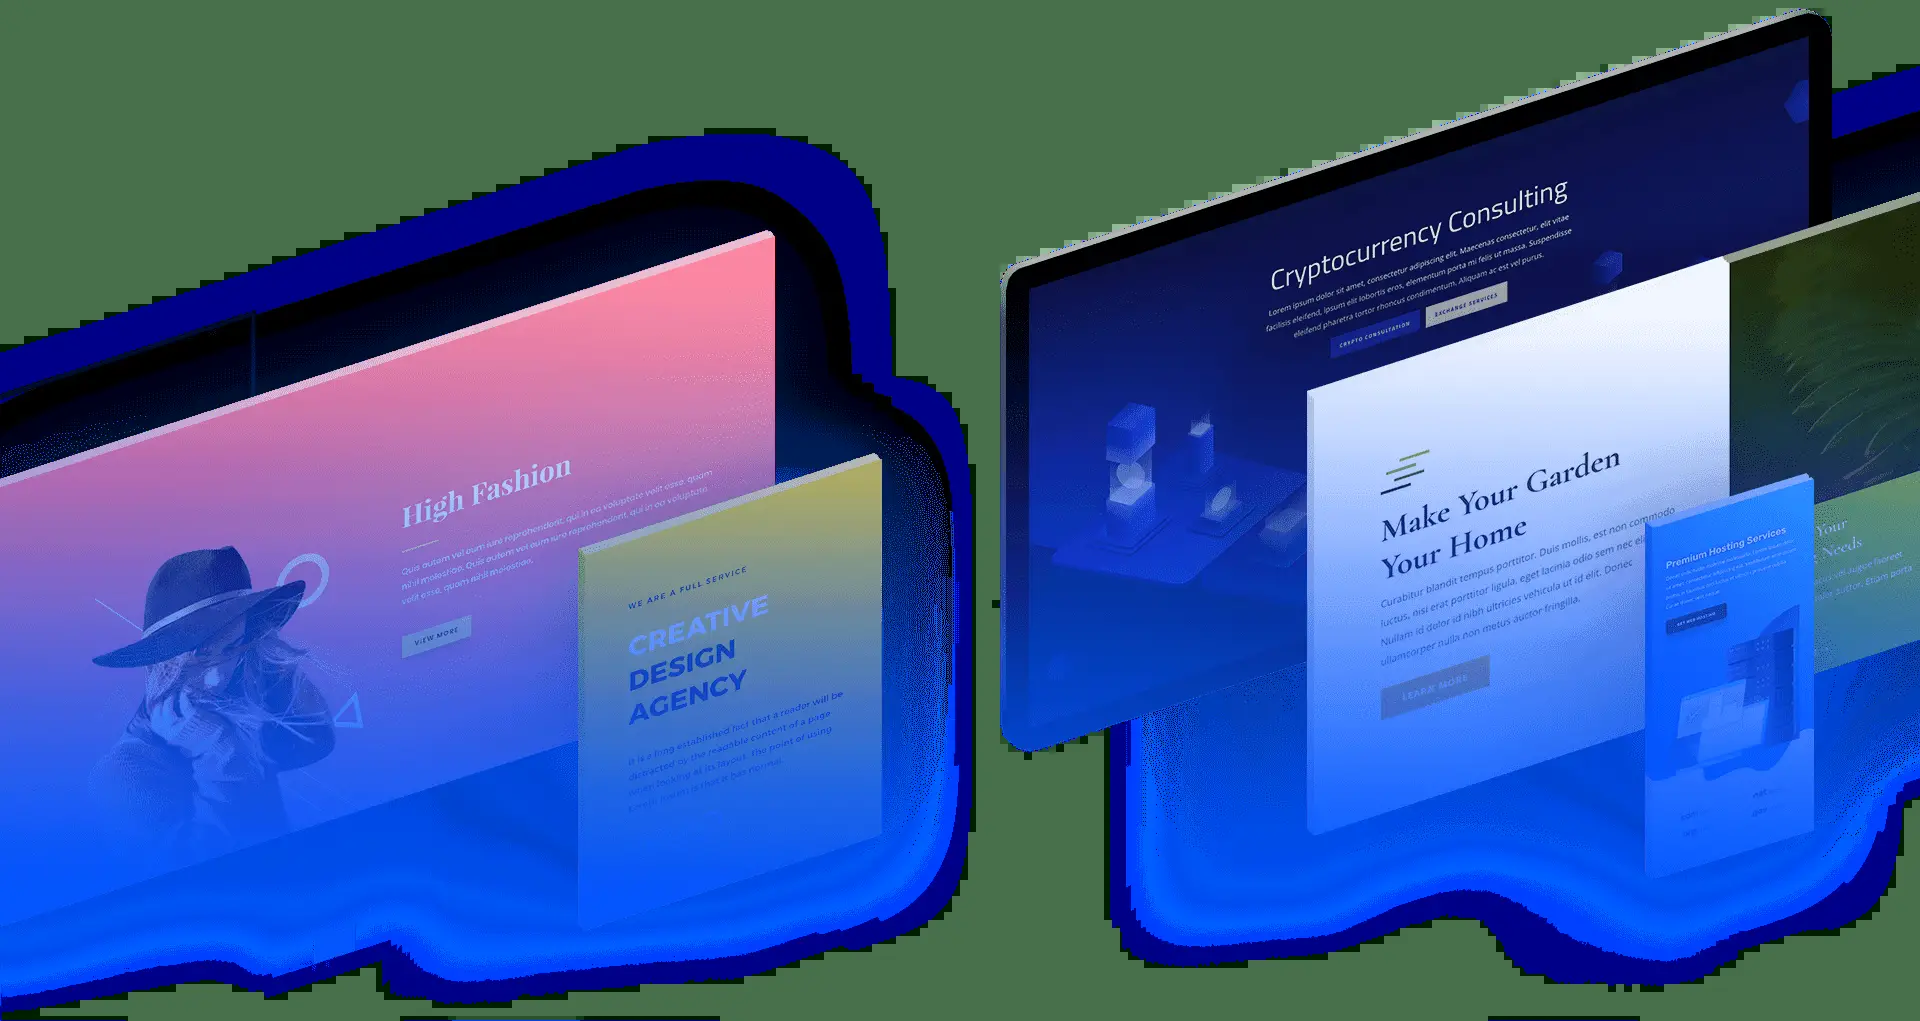 High Fashion
Quis autem vel eum iure reprehenderit, qui in ea voluptate velit esse, quam
nihil molestiae. Quis autem vel eum iure reprehenderit, qui in ea voluptate
velit esse, quam nihil molestiae.
VIEW MORE
WE ARE A FULL SERVICE
CREATIVE
DESIGN
AGENCY
It is a long established fact that a reader will be
distracted by the readable content of a page
when looking at its layout. The point of using
Lorem Ipsum is that it has normal
Cryptocurrency Consulting
Lorem ipsum dolor sit amet, consectetur adipiscing elit. Maecenas consectetur, elit vitae
facilisis eleifend, ipsum elit lobortis eros, elementum porta mi felis ut massa. Suspendisse
eleifend pharetra tortor rhoncus condimentum. Aliquam ac est vel purus.
CRYPTO CONSULTATION
EXCHANGE SERVICES
Make Your Garden
Your Home
Curabitur blandit tempus porttitor. Duis mollis, est non commodo
luctus, nisi erat porttitor ligula, eget lacinia odio sem nec
Nullam id dolor id nibh ultricies vehicula ut id elit. Donec
ullamcorper nulla non metus auctor fringilla.
LEARN MORE
Premium Hosting Services
GET WEB HOSTING
Your
Needs
augue laoreet
auctor. Etiam porta